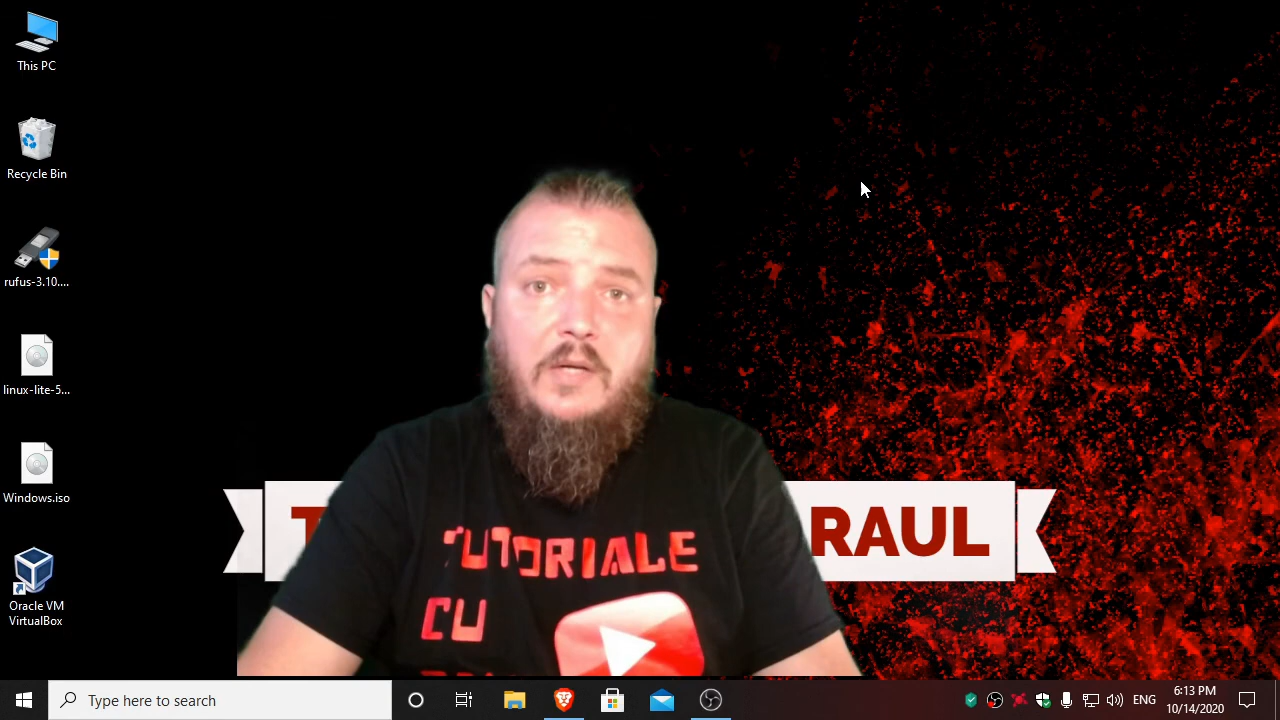 This PC
Recycle Bin
rufus-3.10....
linux-lite-5...
Windows.iso
Oracle VM
VirtualBox
RAUL
TUTORIALE
CU
Type here to search
ENG
6:13 PM
10/14/2020